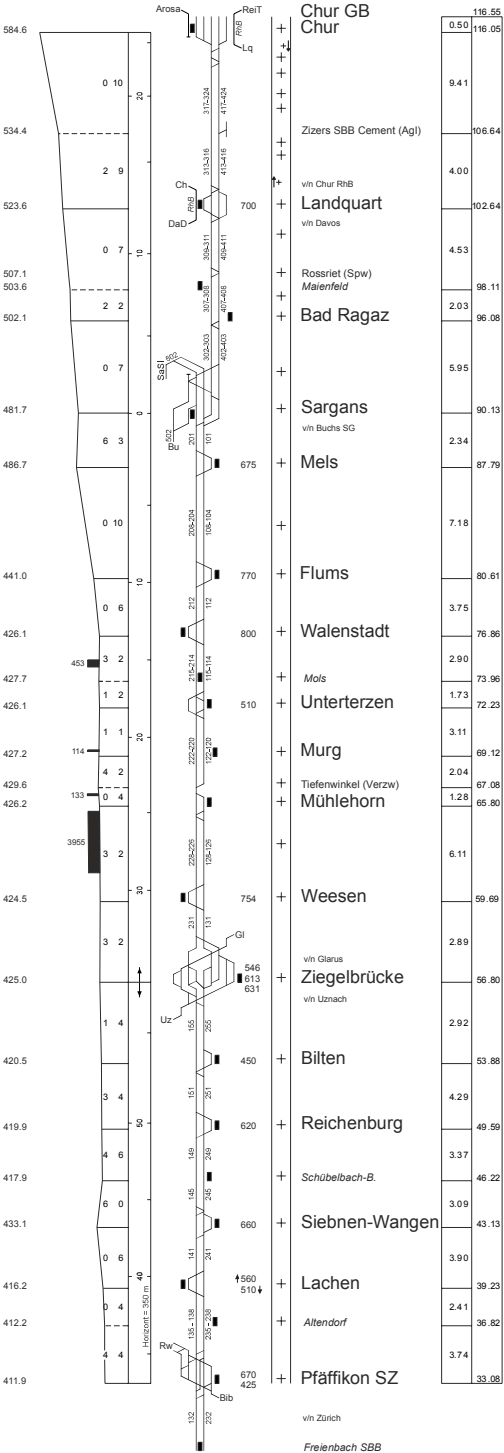 Arosa ReiT Chur GB 116.55
584.6 RhB Chur 0.50 116.05
Lq
0 10 9.41
20
317-324 417-424
534.4 Zizers SBB Cement (Agl) 106.64
313-316 413-416
2 9 4.00
Ch v/n Chur RhB
523.6 RhB 700 Landquart 102.64
DaD v/n Davos
0 7 10 309-311 409-411 4.53
507.1 Rossriet (Spw)
503.6 307-308 407-408 Maienfeld 98.11
2 2 2.03
502.1 Bad Ragaz 96.08
302-303 402-403
SaSl 502
0 7 5.95
481.7 0 Sargans 90.13
502 Bu 201 101 v/n Buchs SG
6 3 2.34
486.7 675 Mels 87.79
208-204 108-104
0 10 7.18
441.0 10 770 Flums 80.61
0 6 212 112 3.75
426.1 800 Walenstadt 76.86
453 3 2 215-214 115-114 2.90
427.7 Mols 73.96
1 2 1.73
426.1 510 Unterterzen 72.23
1 1 20 222-220 122-120 3.11
427.2 114 Murg 69.12
4 2 2.04
429.6 Tiefenwinkel (Verzw) 67.08
133 0 4 1.28
426.2 Mühlehorn 65.80
3955 3 2 228-226 128-126 6.11
424.5 30 754 Weesen 59.69
231 131
3 2 Gl 2.89
546 v/n Glarus
425.0 613 Ziegelbrücke 56.80
631 v/n Uznach
Uz 155 255
1 4 2.92
420.5 450 Bilten 53.88
151 251
3 4 4.29
419.9 50 620 Reichenburg 49.59
149 249
4 6 3.37
417.9 Schübelbach-B. 46.22
145 245
6 0 3.09
433.1 660 Siebnen-Wangen 43.13
0 6 141 241 3.90
416.2 40 560 510 Lachen 39.23
0 4 Horizont = 350 m 135 – 138 235 – 238 2.41
412.2 Altendorf 36.82
4 4 Rw 3.74
411.9 670 425 Pfäffikon SZ 33.08
Bib
132 232 v/n Zürich
Freienbach SBB